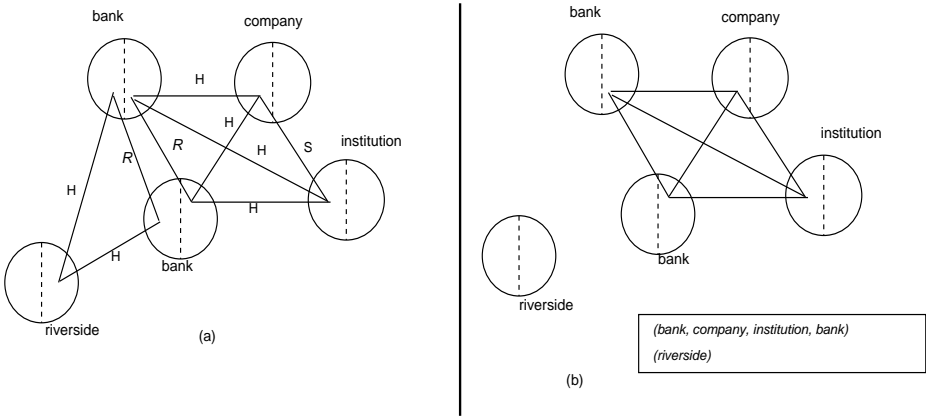 bank
company
H
H
S
institution
R
R
H
H
H
H
bank
riverside
(a)
bank
company
institution
bank
riverside
(bank, company, institution, bank)
(riverside)
(b)